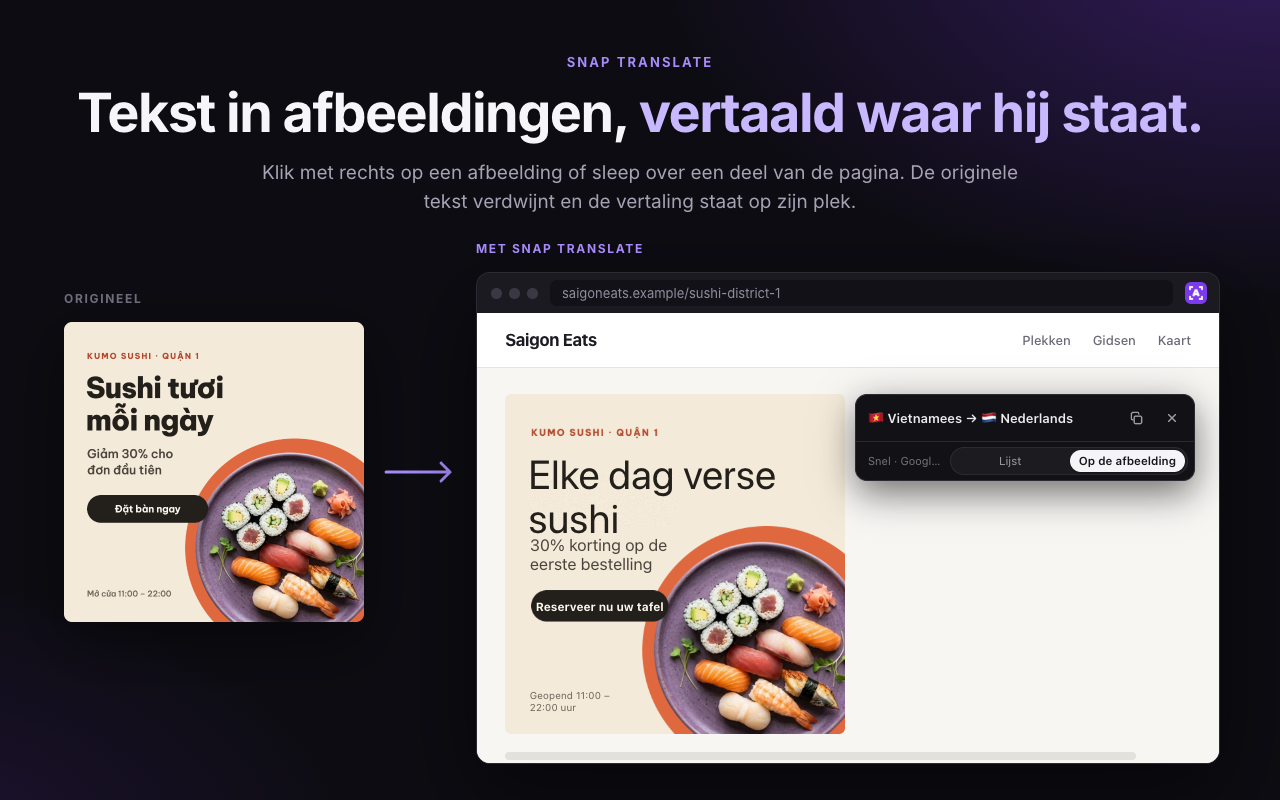 SNAP TRANSLATE
Tekst in afbeeldingen, vertaald waar hij staat.
Klik met rechts op een afbeelding of sleep over een deel van de pagina. De originele
tekst verdwijnt en de vertaling staat op zijn plek.
ORIGINEEL
KUMO SUSHI · QUẬN 1
Sushi tươi
mỗi ngày
Giảm 30% cho
đơn đầu tiên
Đặt bàn ngay
Mở cửa 11:00 – 22:00
MET SNAP TRANSLATE
saigoneats.example/sushi-district-1
Saigon Eats
Plekken Gidsen Kaart
KUMO SUSHI · QUẬN 1
Elke dag verse
sushi
30% korting op de
eerste bestelling
Reserveer nu uw tafel
Geopend 11:00 –
22:00 uur
Vietnamees → Nederlands
Snel · Googl... Lijst Op de afbeelding